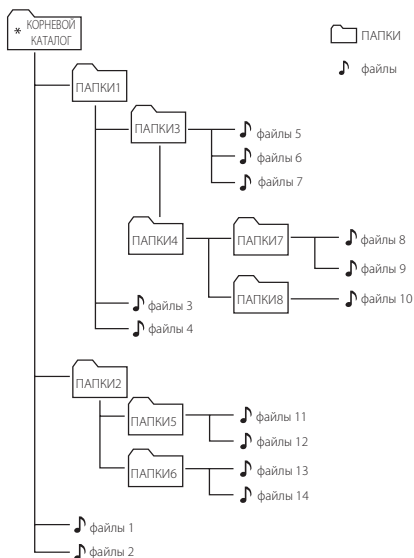 * КОРНЕВОЙ
КАТАЛОГ
ПАПКИ
файлы
ПАПКИ1
ПАПКИ3
файлы 5
файлы 6
файлы 7
ПАПКИ4
ПАПКИ7
файлы 8
файлы 9
ПАПКИ8
файлы 10
файлы 3
файлы 4
ПАПКИ2
ПАПКИ5
файлы 11
файлы 12
ПАПКИ6
файлы 13
файлы 14
файлы 1
файлы 2